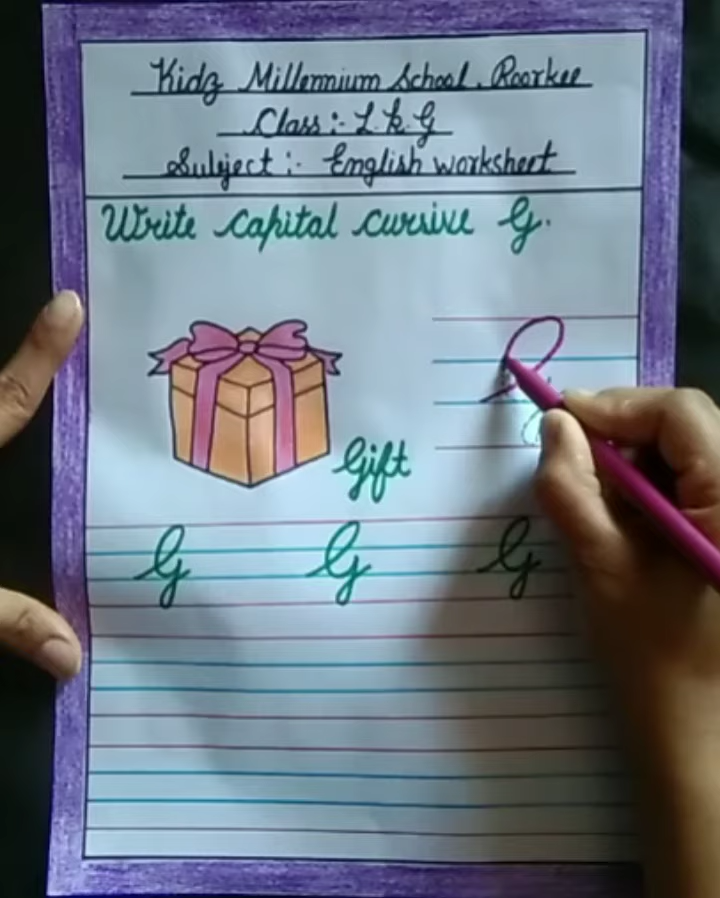 Kidz Millennium School, Roorkee
Class:- L.K.G
Subject:- English worksheet
Write capital cursive G.
Gift
G G G